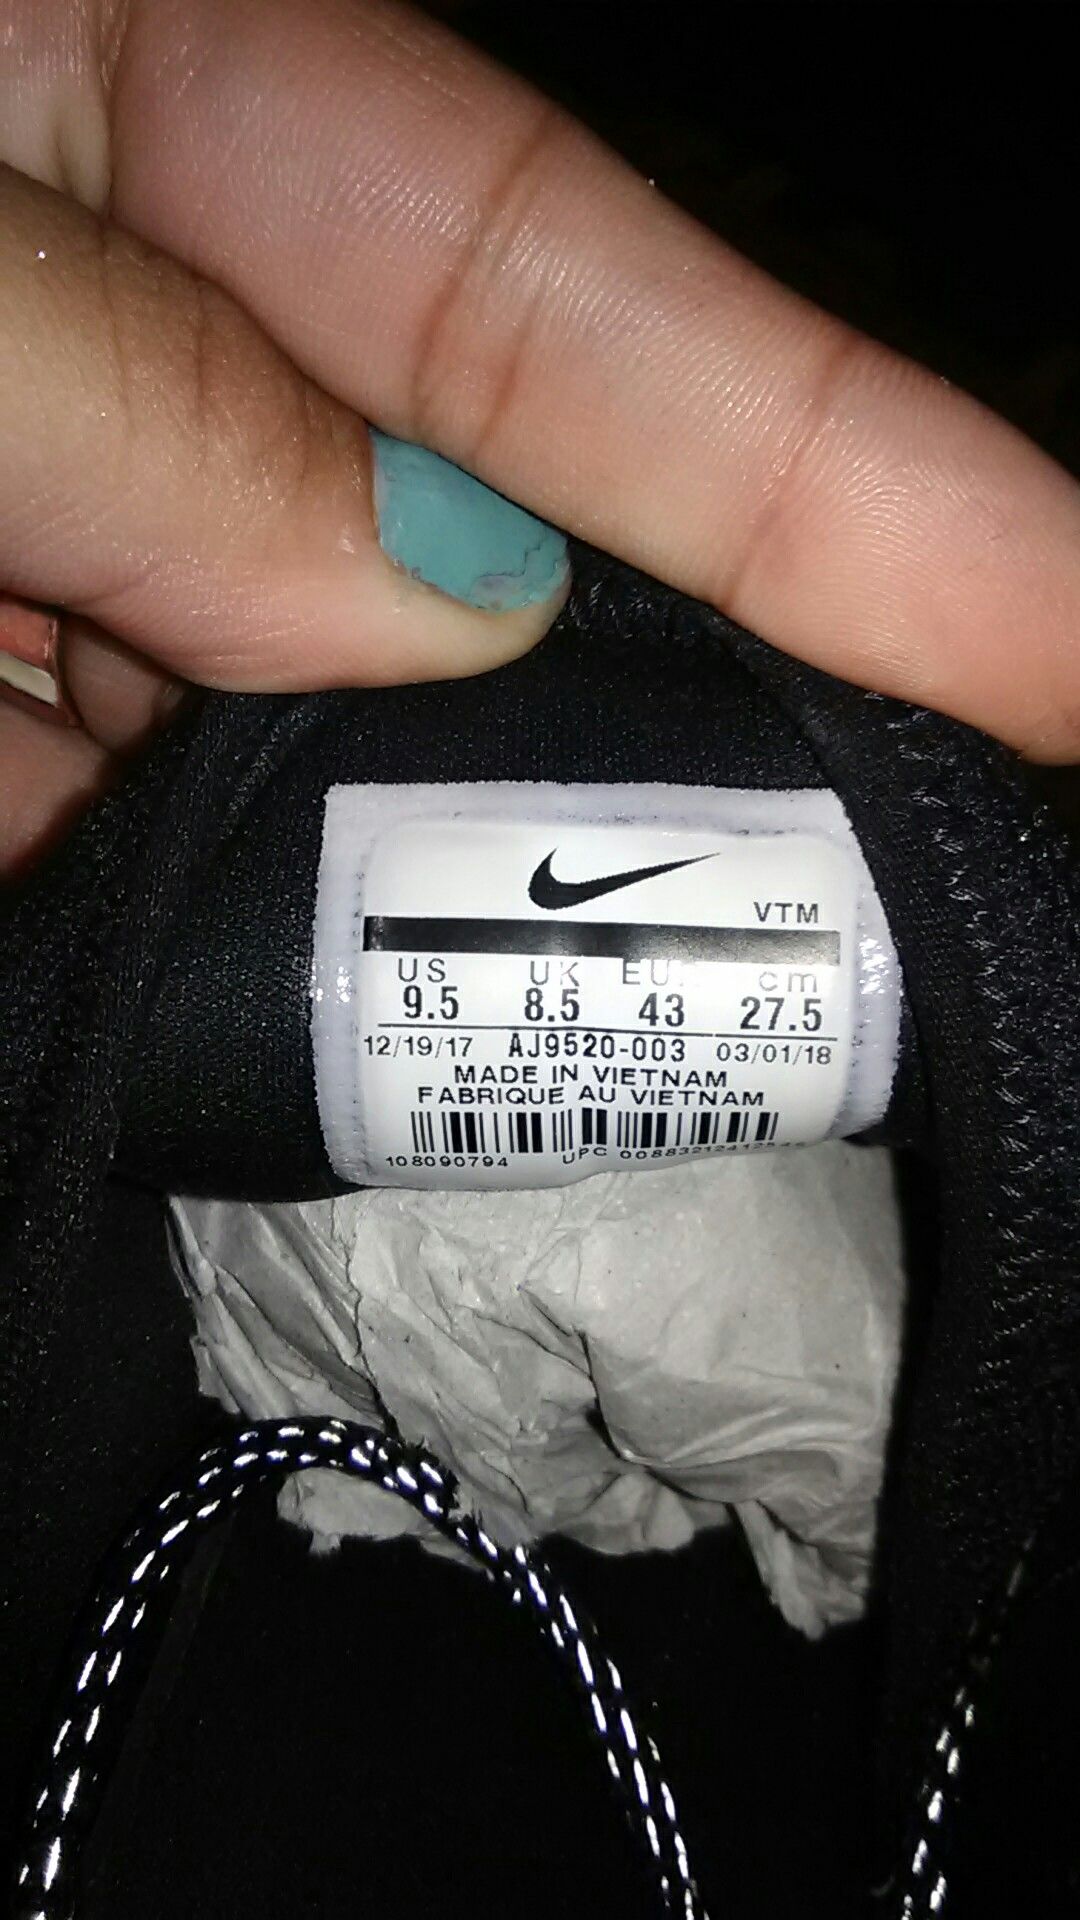 VTM
US UK EUR cm
9.5 8.5 43 27.5
12/19/17 AJ9520-003 03/01/18
MADE IN VIETNAM
FABRIQUE AU VIETNAM
108090794 UPC